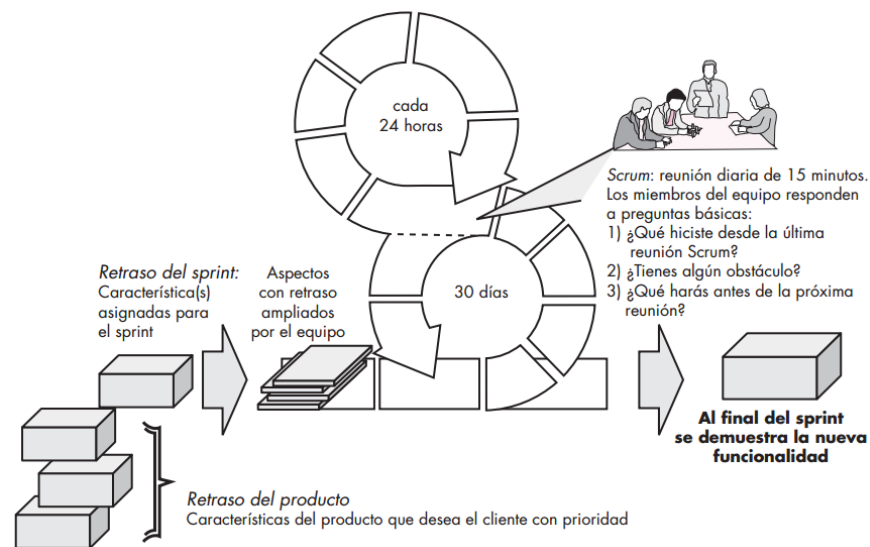 cada
24 horas
Scrum: reunión diaria de 15 minutos.
Los miembros del equipo responden
a preguntas básicas:
1) ¿Qué hiciste desde la última
reunión Scrum?
2) ¿Tienes algún obstáculo?
3) ¿Qué harás antes de la próxima
reunión?
30 días
Retraso del sprint:
Característica(s)
asignadas para
el sprint
Aspectos
con retraso
ampliados
por el equipo
Al final del sprint
se demuestra la nueva
funcionalidad
Retraso del producto
Características del producto que desea el cliente con prioridad